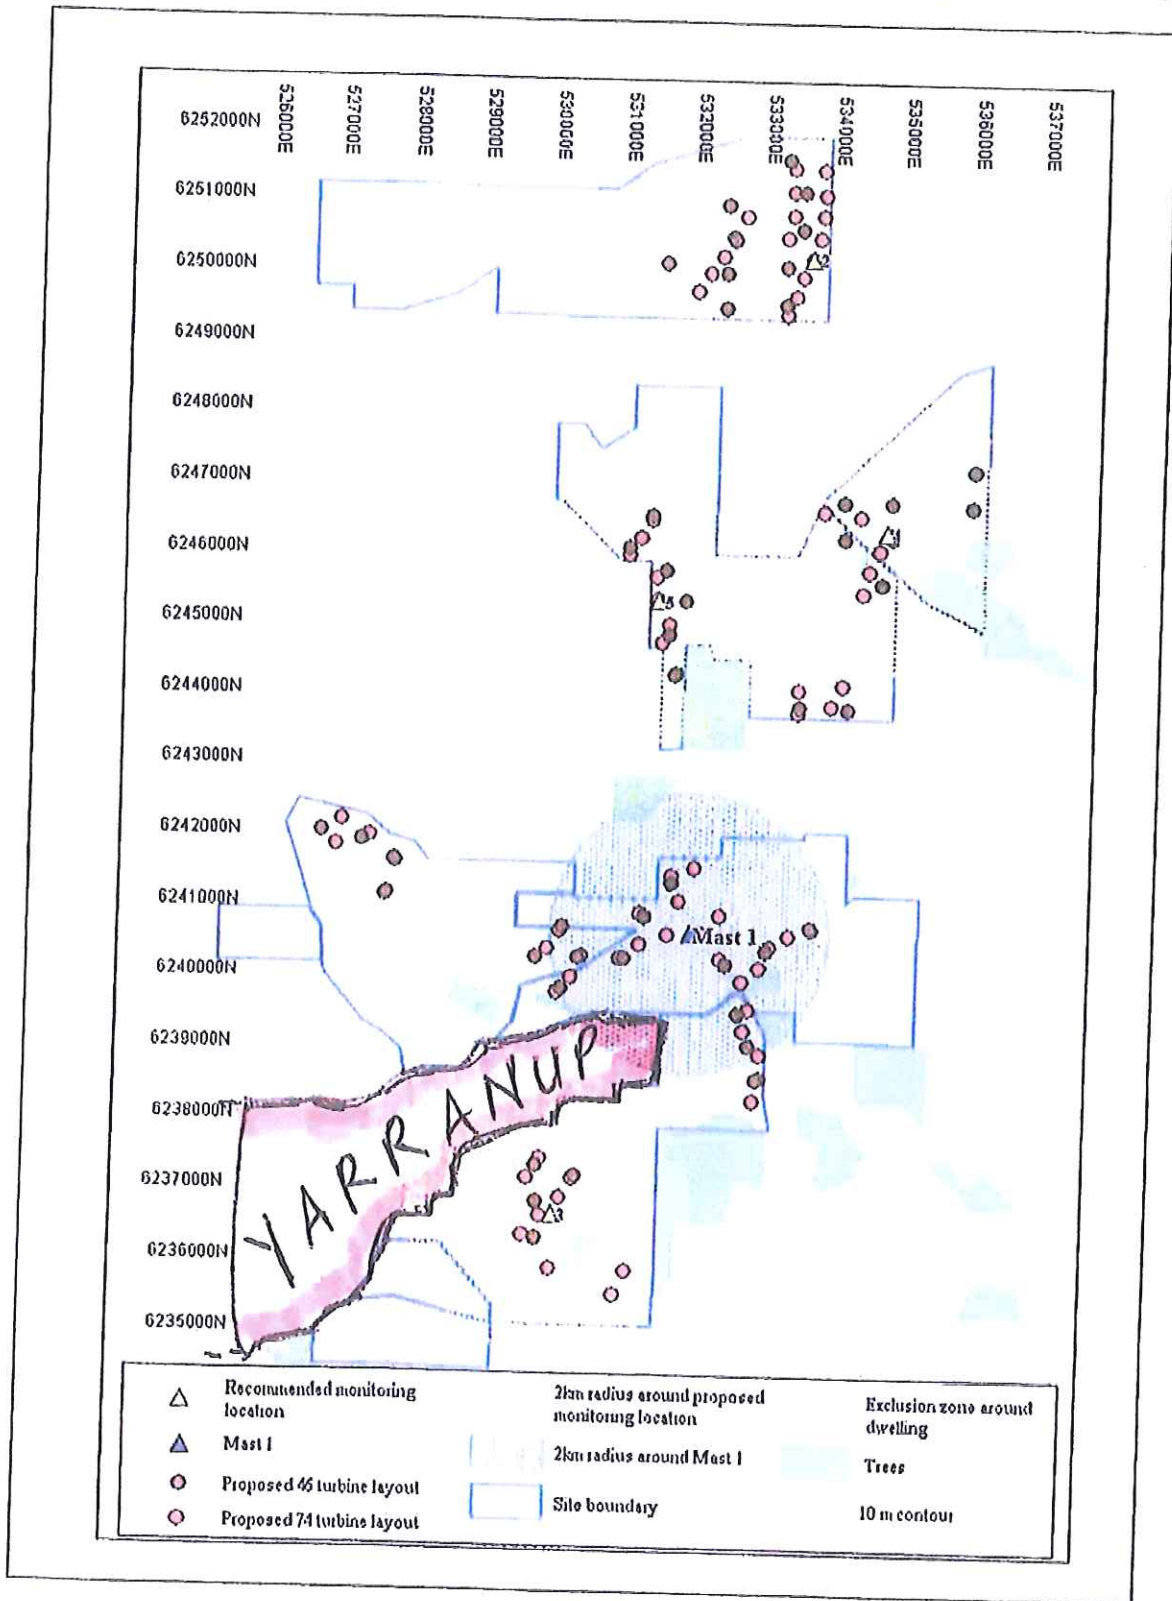 526000E
527000E
528000E
529000E
530000E
531000E
532000E
533000E
534000E
535000E
536000E
537000E
6252000N
6251000N
6250000N
2
6249000N
6248000N
6247000N
6246000N
6245000N
5
6244000N
6243000N
6242000N
6241000N
Mast 1
6240000N
6239000N
6238000N
YARRANUP
6237000N
3
6236000N
6235000N
Recommended monitoring
location
Mast 1
Proposed 46 turbine layout
Proposed 74 turbine layout
2km radius around proposed
monitoring location
2km radius around Mast 1
Site boundary
Exclusion zone around
dwelling
Trees
10 m contour